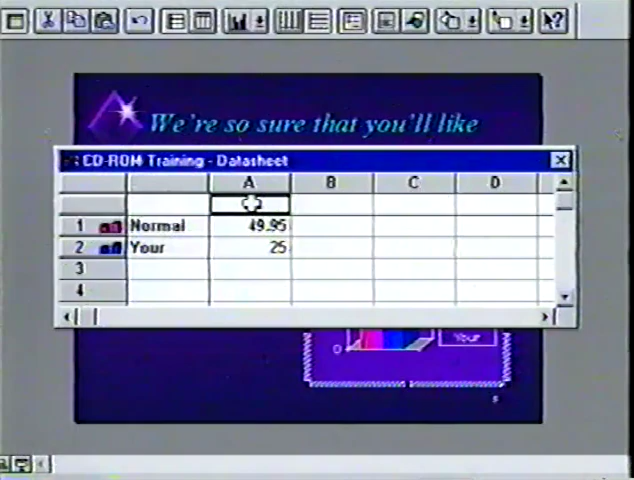 We're so sure that you'll like
CD-ROM Training - Datasheet
A B C D
1 Normal 49.95
2 Your 25
3
4
0 Your